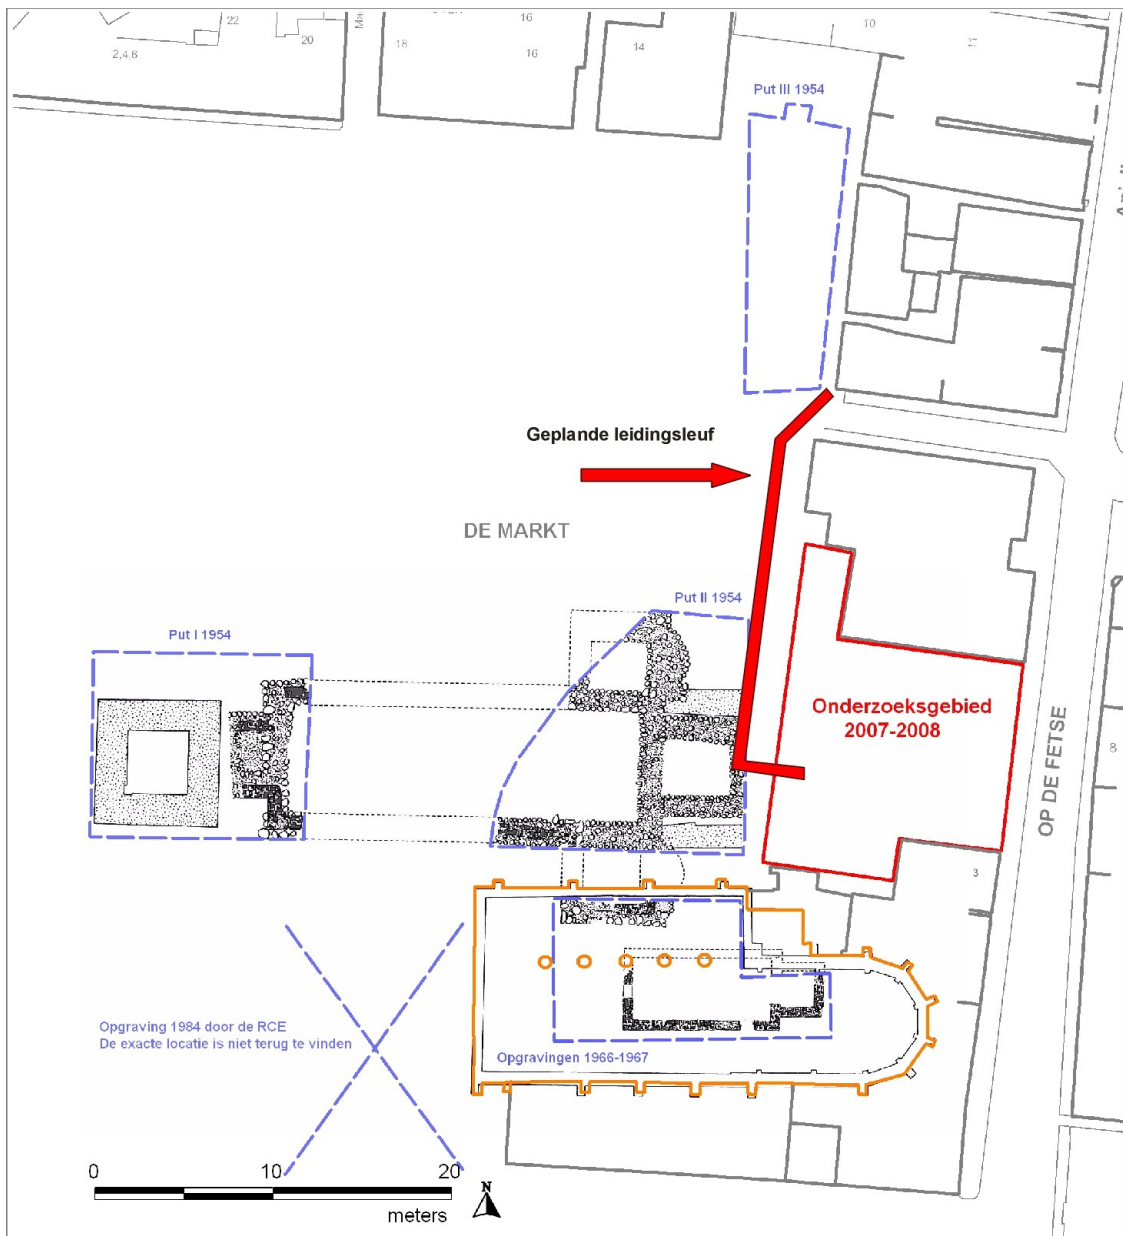 22
20
2,4,6
18
16
16
14
10
11
Put III 1954
Geplande leidingsleuf
DE MARKT
Put II 1954
Put I 1954
Onderzoeksgebied
2007-2008
OP DE FETSE
8
3
Opgraving 1984 door de RCE
De exacte locatie is niet terug te vinden
Opgravingen 1966-1967
0 10 20
meters
N